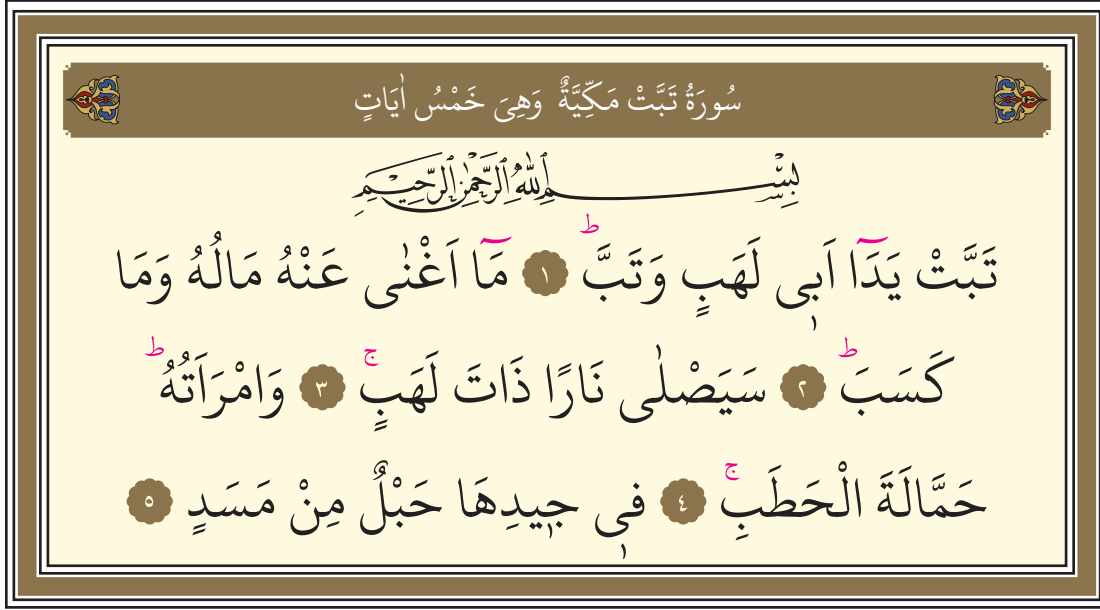 سُورَةُ تَبَّتْ مَكِّيَّةٌ وَهِىَ خَمْسُ اٰيَاتٍ
بِسْمِ اللّٰهِ الرَّحْمٰنِ الرَّحِيمِ
تَبَّتْ يَدَٓا اَبٖى لَهَبٍ وَتَبَّؕ ﴿١﴾ مَٓا اَغْنٰى عَنْهُ مَالُهُ وَمَا
كَسَبَؕ ﴿٢﴾ سَيَصْلٰى نَارًا ذَاتَ لَهَبٍۚ ﴿٣﴾ وَامْرَاَتُهُؕ
حَمَّالَةَ الْحَطَبِۚ ﴿٤﴾ فٖى جٖيدِهَا حَبْلٌ مِنْ مَسَدٍ ﴿٥﴾